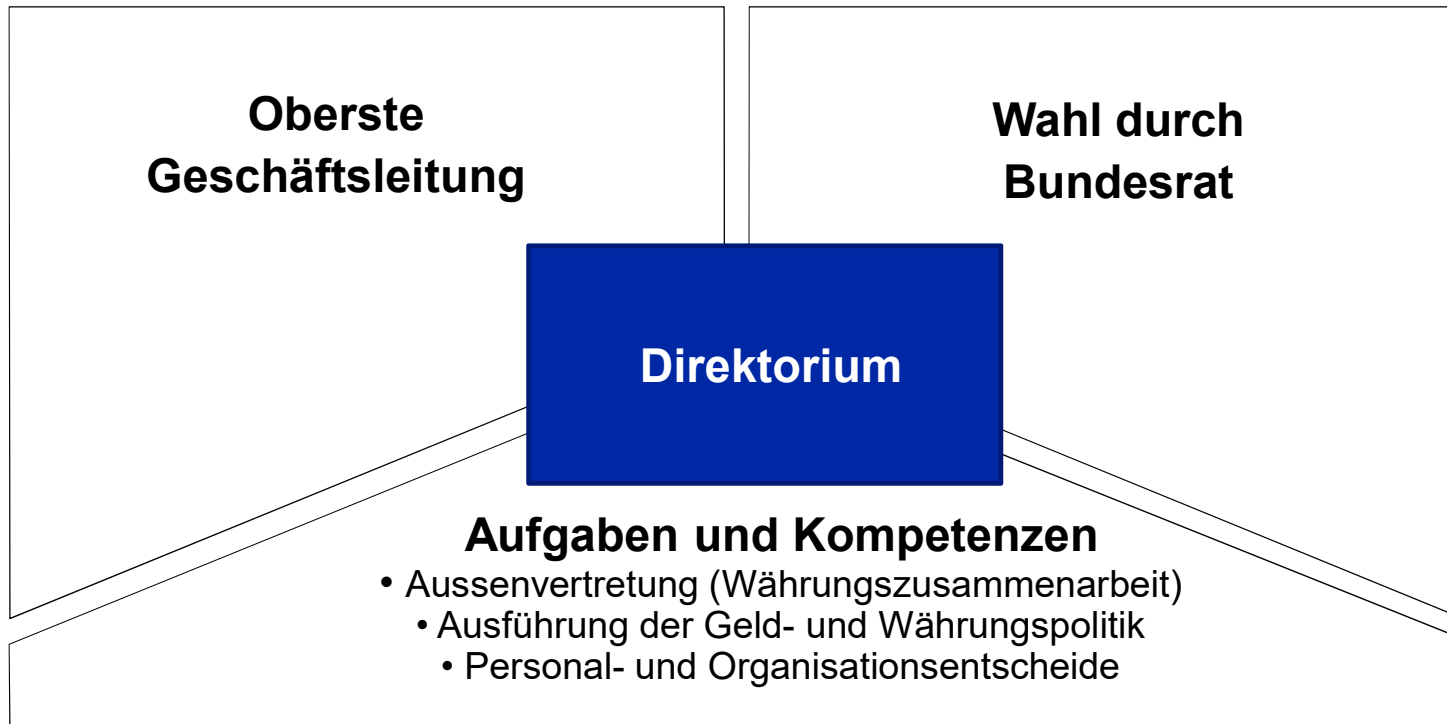 Oberste
Geschäftsleitung
Wahl durch
Bundesrat
Direktorium
Aufgaben und Kompetenzen
• Aussenvertretung (Währungszusammenarbeit)
• Ausführung der Geld- und Währungspolitik
• Personal- und Organisationsentscheide